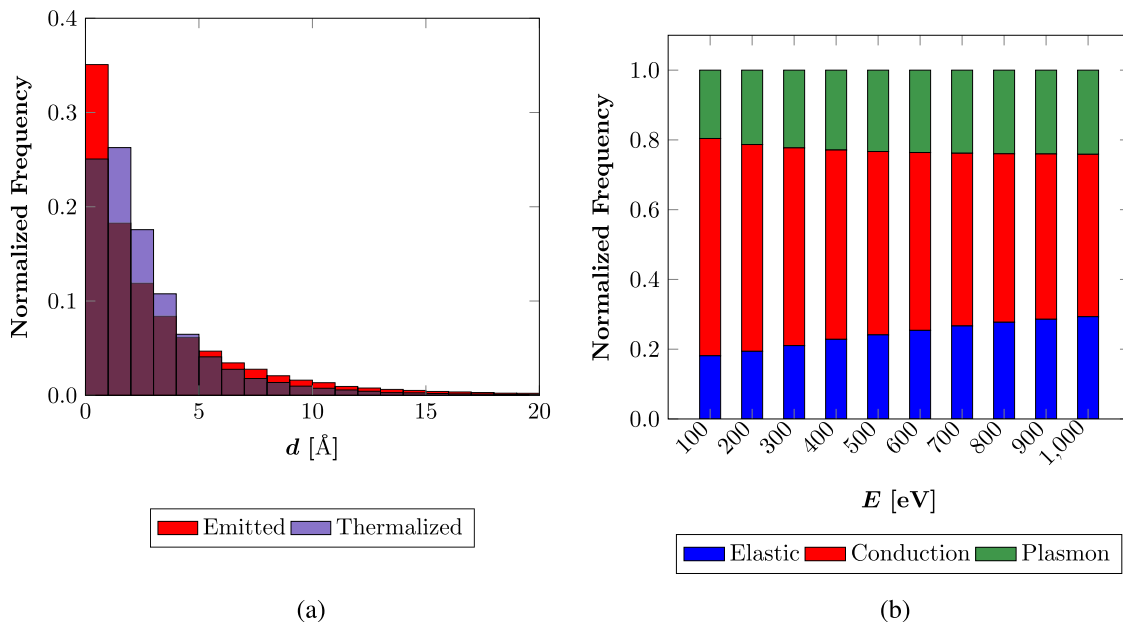 0.4
0.3
0.2
0.1
0.0
Normalized Frequency
0
5
10
15
20
d [Å]
Emitted
Thermalized
(a)
1.0
0.8
0.6
0.4
0.2
0.0
Normalized Frequency
100
200
300
400
500
600
700
800
900
1,000
E [eV]
Elastic
Conduction
Plasmon
(b)